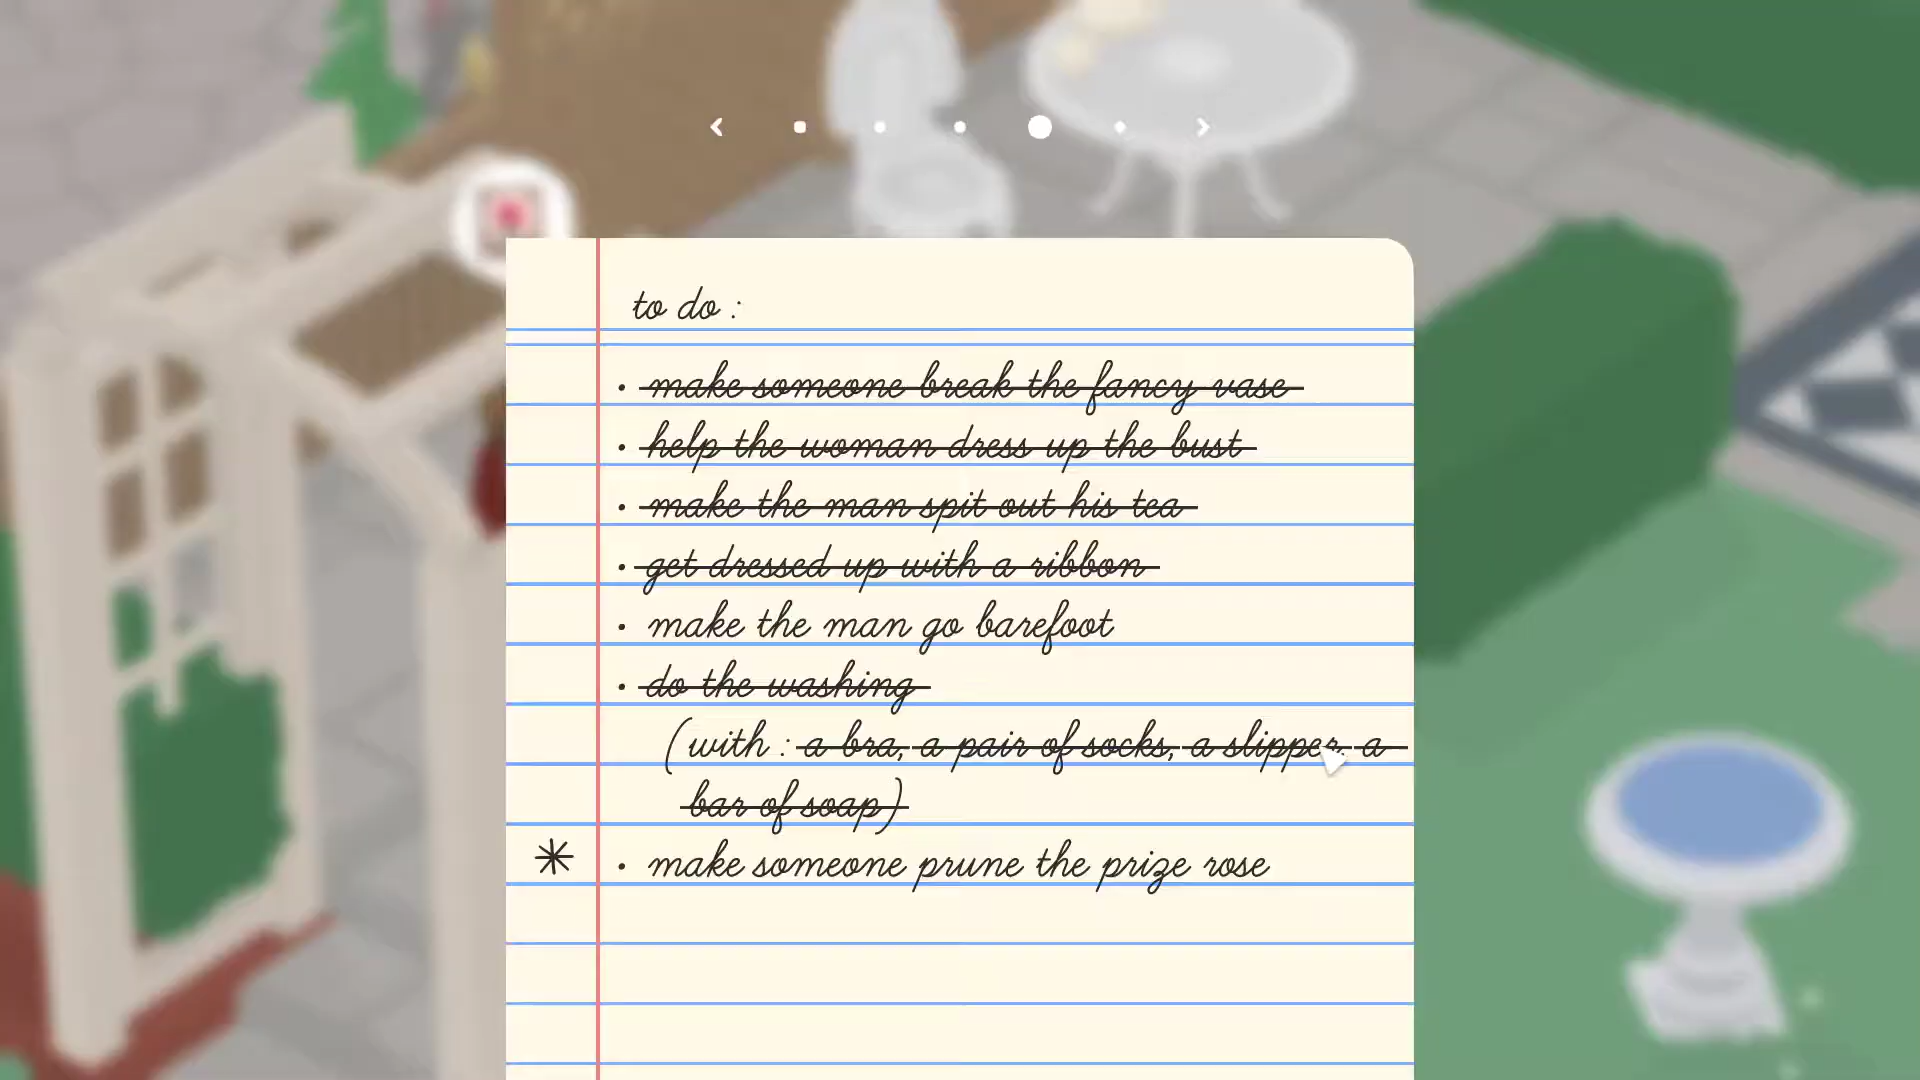 to do :
• make someone break the fancy vase
• help the woman dress up the bust
• make the man spit out his tea
• get dressed up with a ribbon
• make the man go barefoot
• do the washing
(with : a bra, a pair of socks, a slipper, a
bar of soap)
* • make someone prune the prize rose